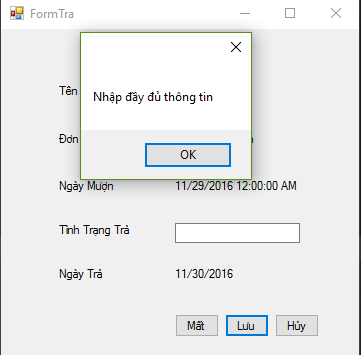 FormTra
Nhập đầy đủ thông tin
OK
Tên
Đơn
Ngày Mượn 11/29/2016 12:00:00 AM
Tình Trạng Trả
Ngày Trả 11/30/2016
Mất Lưu Hủy